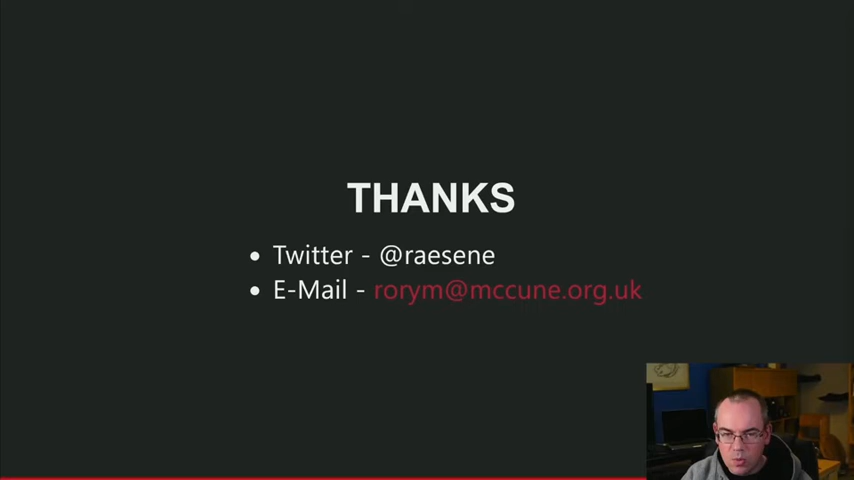 THANKS
• Twitter - @raesene
• E-Mail - rorym@mccune.org.uk